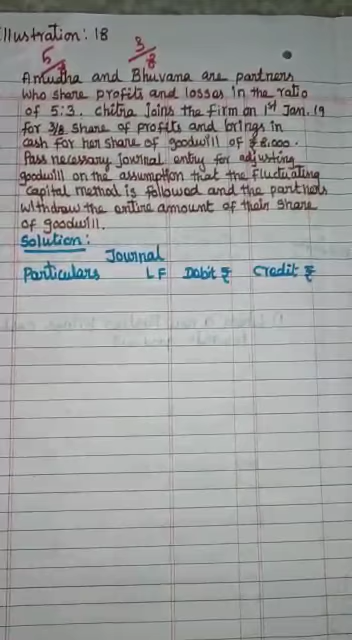 Illustration: 18
5/8 3/8
Anudha and Bhuvana are partners
who share profits and losses in the ratio
of 5:3. Chitra Joins the firm on 1st Jan. 19
for 3/8 share of profits and brings in
cash for her share of goodwill of ₹ 8,000.
Pass necessary Journal entry for adjusting
goodwill on the assumption that the fluctuating
capital method is followed and the partners
withdrew the entire amount of their share
of goodwill.
Solution:
Journal
Particulars LF Debit ₹ Credit ₹